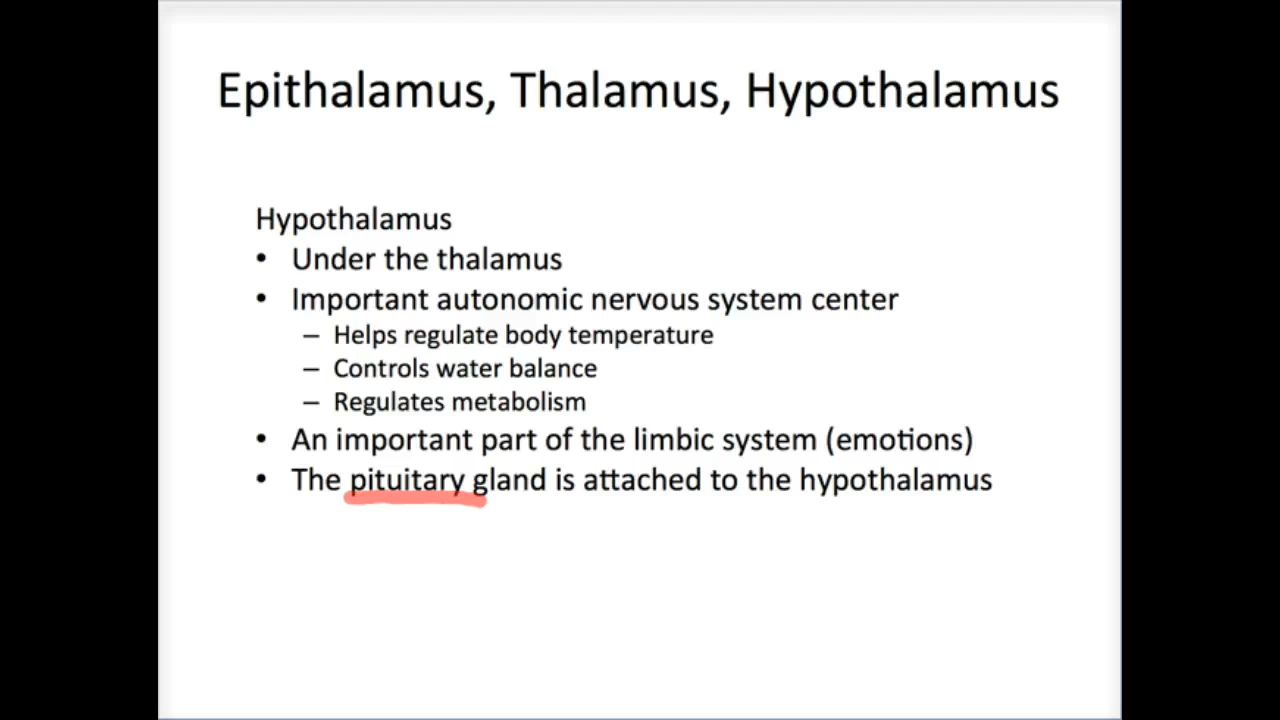 Epithalamus, Thalamus, Hypothalamus
Hypothalamus
• Under the thalamus
• Important autonomic nervous system center
– Helps regulate body temperature
– Controls water balance
– Regulates metabolism
• An important part of the limbic system (emotions)
• The pituitary gland is attached to the hypothalamus